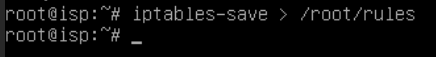 root@isp:~# iptables-save > /root/rules
root@isp:~# _